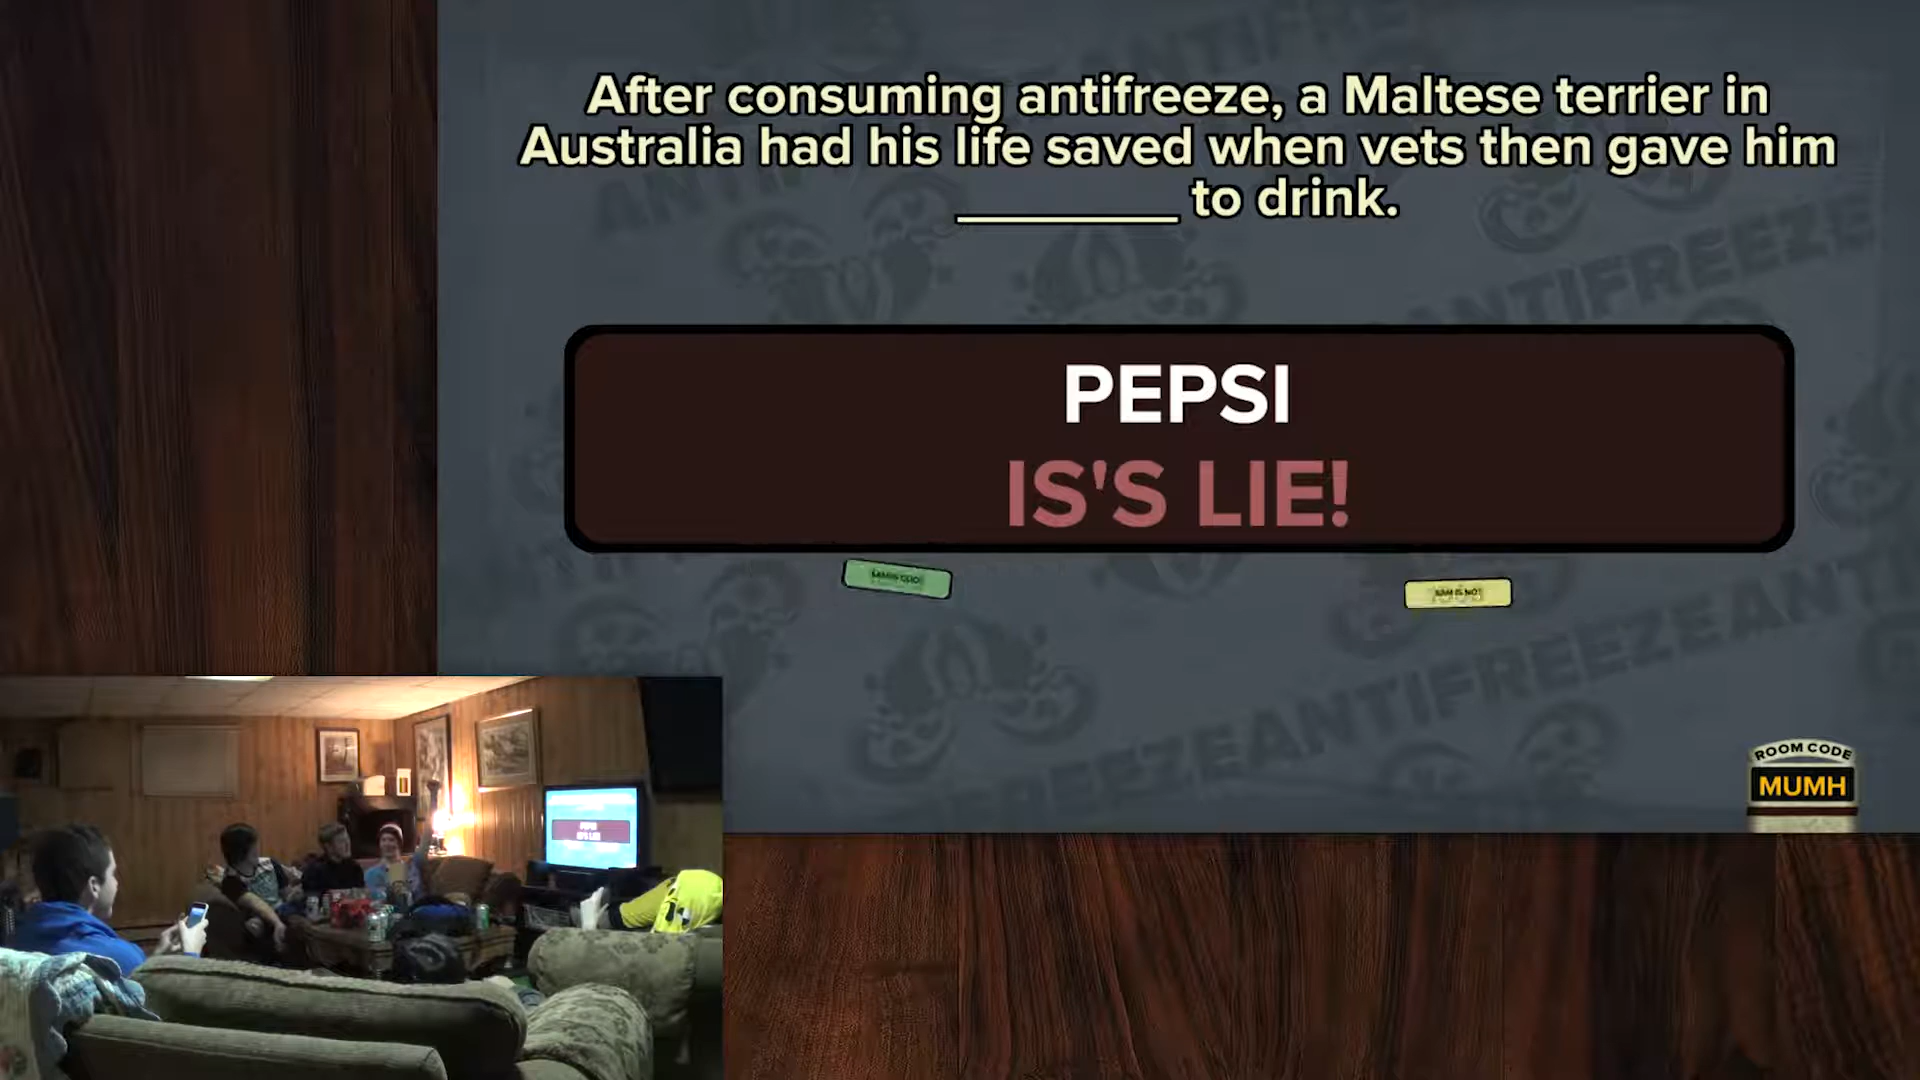 After consuming antifreeze, a Maltese terrier in
Australia had his life saved when vets then gave him
________ to drink.
PEPSI
IS'S LIE!
ROOM CODE
MUMH